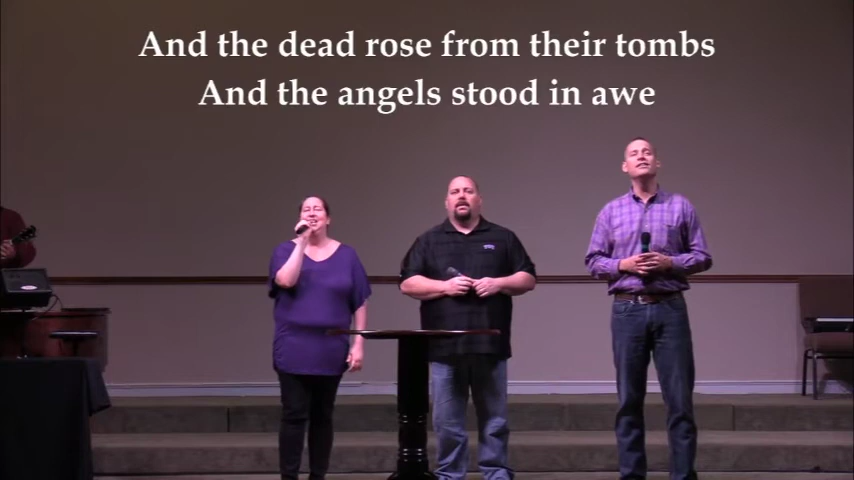 And the dead rose from their tombs
And the angels stood in awe